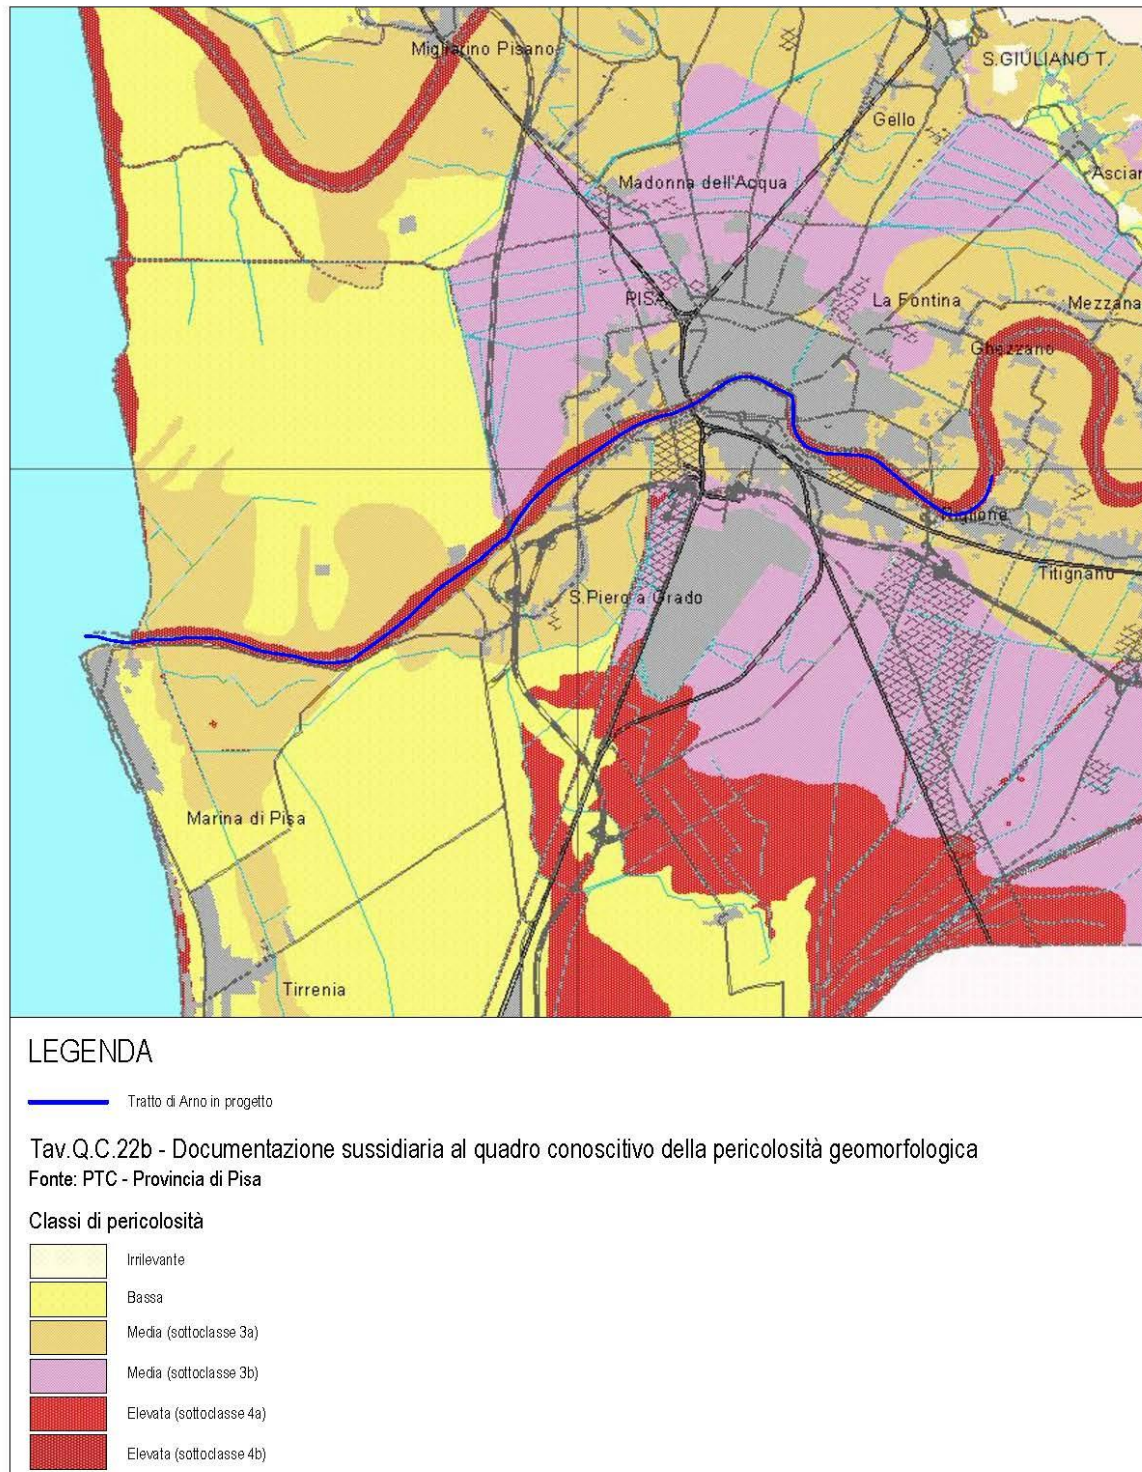 Migliarino Pisano
S.GIULIANO T.
Gello
Madonna dell'Acqua
Asciar
PISA
La Fontina
Mezzana
Ghezzano
Riglione
Titignano
S.Piero a Grado
Marina di Pisa
Tirrenia
LEGENDA
Tratto di Arno in progetto
Tav.Q.C.22b - Documentazione sussidiaria al quadro conoscitivo della pericolosità geomorfologica
Fonte: PTC - Provincia di Pisa
Classi di pericolosità
Irrilevante
Bassa
Media (sottoclasse 3a)
Media (sottoclasse 3b)
Elevata (sottoclasse 4a)
Elevata (sottoclasse 4b)